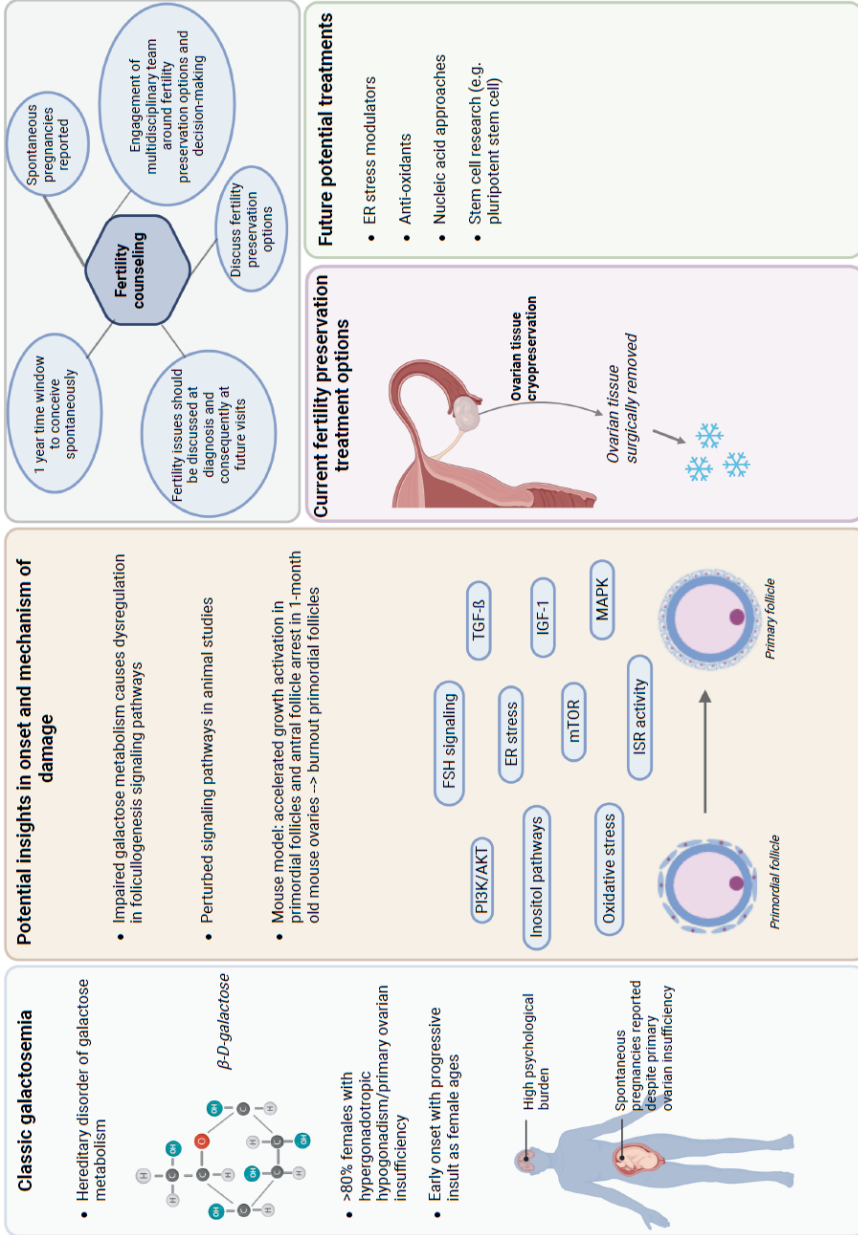 Classic galactosemia
• Hereditary disorder of galactose
metabolism
β-D-galactose
H
H
C
OH
H
C
O
OH
C
H
C
H
OH
H
C
OH
C
H
OH
H
• >80% females with
hypergonadotropic
hypogonadism/primary ovarian
insufficiency
• Early onset with progressive
insult as female ages
High psychological
burden
Spontaneous
pregnancies reported
despite primary
ovarian insufficiency
Potential insights in onset and mechanism of
damage
• Impaired galactose metabolism causes dysregulation
in folicullogenesis signaling pathways
• Perturbed signaling pathways in animal studies
• Mouse model: accelerated growth activation in
primordial follicles and antral follicle arrest in 1-month
old mouse ovaries --> burnout primordial follicles
PI3K/AKT
FSH signaling
TGF-ß
Inositol pathways
ER stress
IGF-1
Oxidative stress
mTOR
MAPK
ISR activity
Primordial follicle
Primary follicle
1 year time window
to conceive
spontaneously
Spontaneous
pregnancies
reported
Fertility
counseling
Fertility issues should
be discussed at
diagnosis and
consequently at
future visits
Discuss fertility
preservation
options
Engagement of
multidisciplinary team
around fertility
preservation options and
decision-making
Current fertility preservation
treatment options
Ovarian tissue
cryopreservation
Ovarian tissue
surgically removed
Future potential treatments
• ER stress modulators
• Anti-oxidants
• Nucleic acid approaches
• Stem cell research (e.g.
pluripotent stem cell)